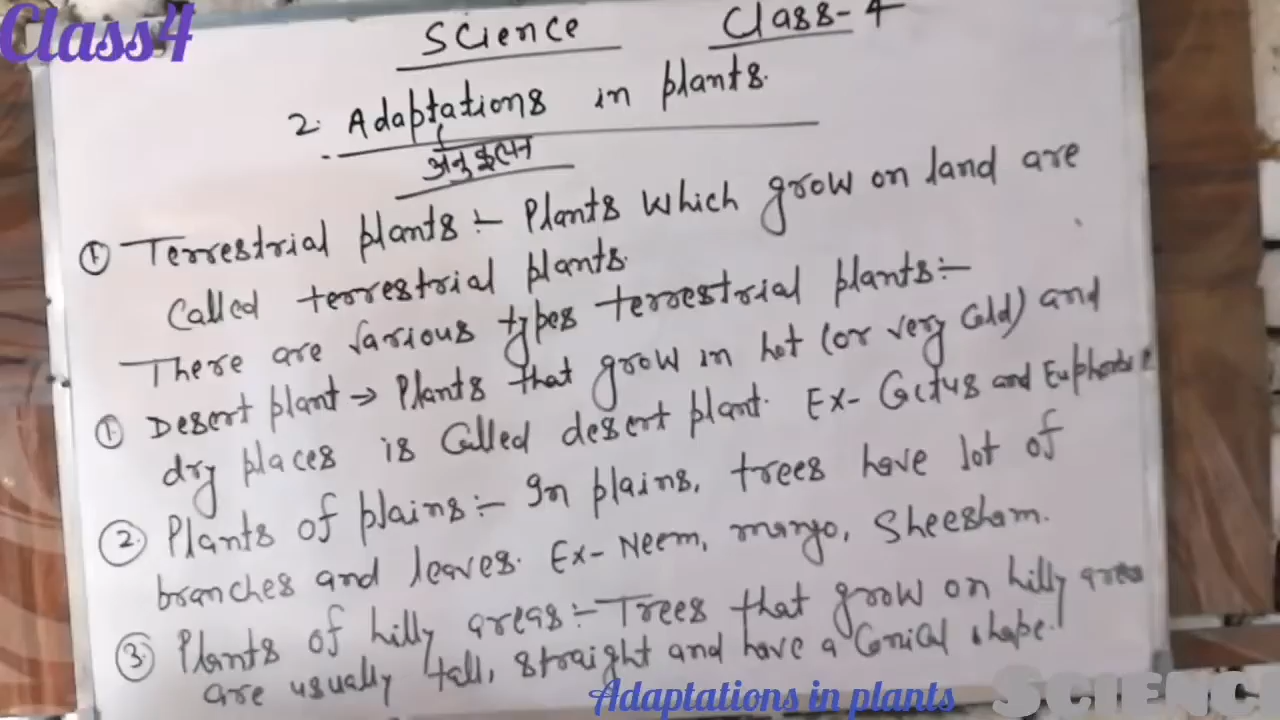 Class4
Science Class-4
2. Adaptations in plants.
अनुकूलन
① Terrestrial plants :- Plants which grow on land are
Called terrestrial plants.
There are various types terrestrial plants:-
① Desert plant → Plants that grow in hot (or very Cold) and
dry places is Called desert plant. Ex- Cactus and Euphorbia
② Plants of plains:- In plains, trees have lot of
branches and leaves. Ex- Neem, mango, Sheesham.
③ Plants of hilly areas:- Trees that grow on hilly areas
are usually tall, straight and have a Conical shape.
Adaptations in plants
SCIENC